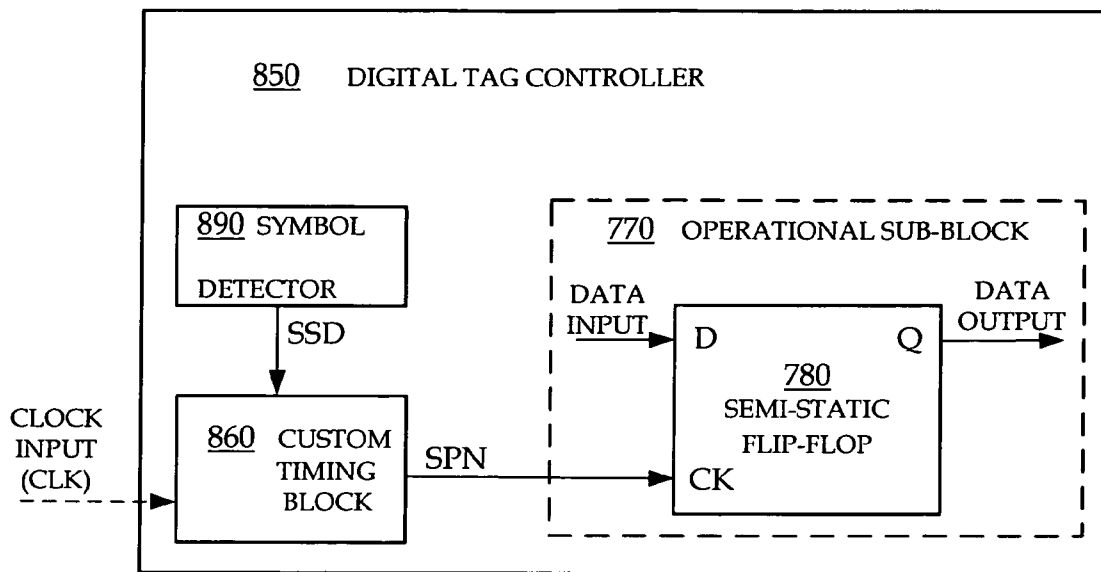 850 DIGITAL TAG CONTROLLER
890 SYMBOL
DETECTOR
SSD
770 OPERATIONAL SUB-BLOCK
DATA
INPUT
DATA
OUTPUT
D
Q
780
SEMI-STATIC
FLIP-FLOP
CK
CLOCK
INPUT
(CLK)
860 CUSTOM
TIMING
BLOCK
SPN